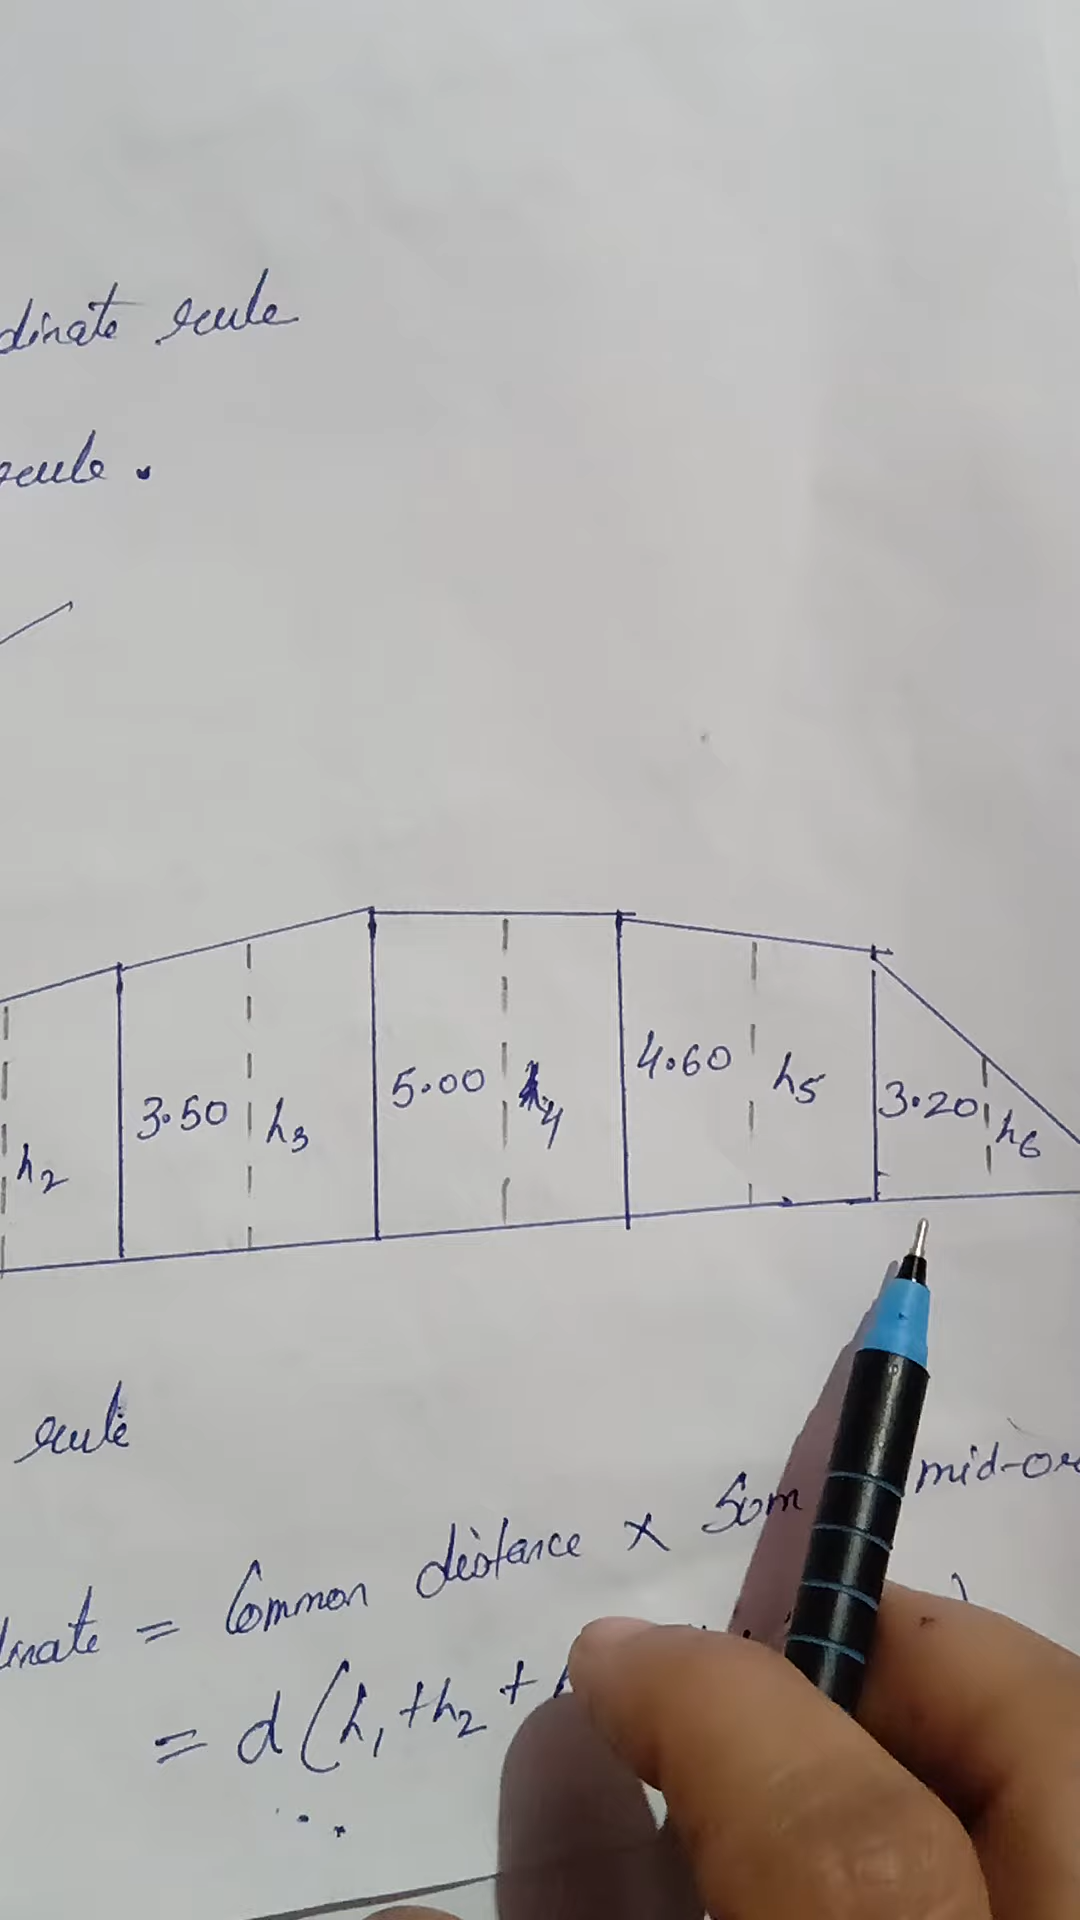 dinate rule
rule.
h2 3.50 h3 5.00 h4 4.60 h5 3.20 h6
rule
= Common distance x Sum mid-or
= d (h1 + h2 +